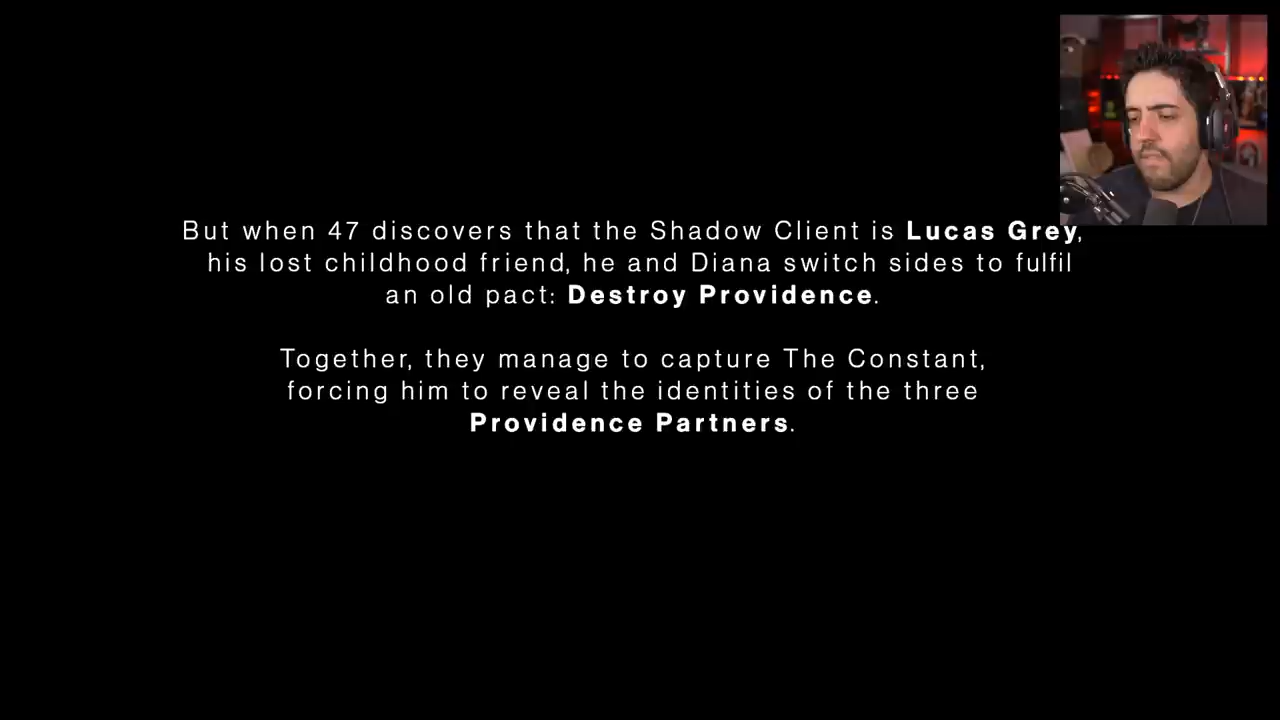 But when 47 discovers that the Shadow Client is Lucas Grey,
his lost childhood friend, he and Diana switch sides to fulfil
an old pact: Destroy Providence.
Together, they manage to capture The Constant,
forcing him to reveal the identities of the three
Providence Partners.